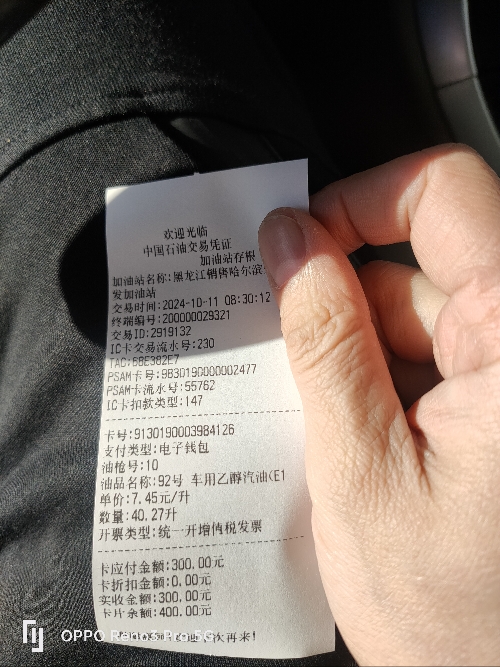 欢迎光临
中国石油交易凭证
加油站存根
加油站名称:黑龙江销售哈尔滨
发加油站
交易时间:2024-10-11 08:30:12
终端编号:200000029321
交易ID:2919132
IC卡交易流水号:230
TAC:6BE382E7
PSAM卡号:9830190000002477
PSAM卡流水号:55762
IC卡扣款类型:147
卡号:9130190003984126
支付类型:电子钱包
油枪号:10
油品名称:92号 车用乙醇汽油(E1
单价:7.45元/升
数量:40.27升
开票类型:统一开增值税发票
卡应付金额:300.00元
卡折扣金额:0.00元
实收金额:300.00元
卡片余额:400.00元
次再来!
OPPO Reno5 Pro 5G